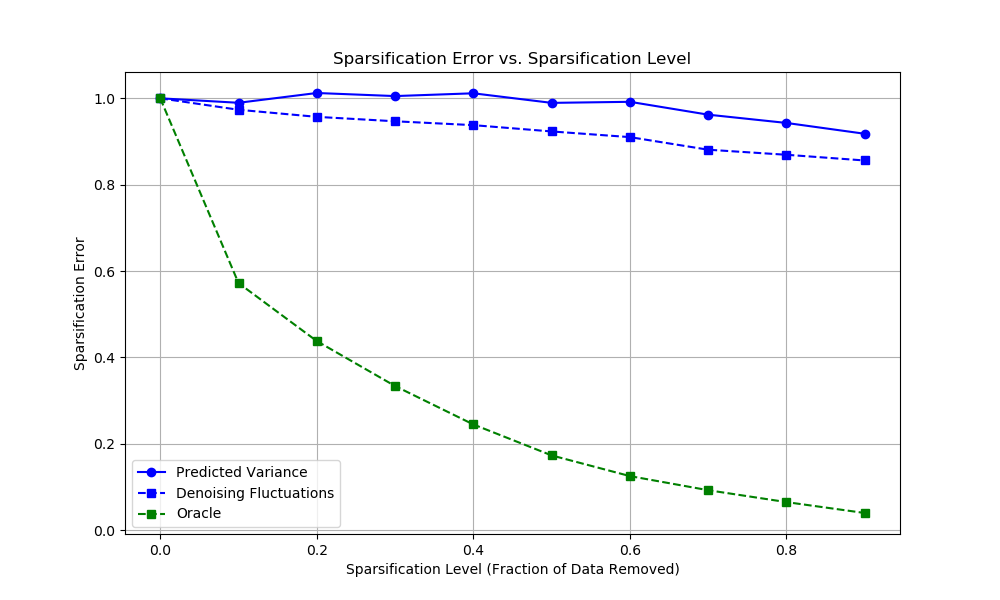 Sparsification Error vs. Sparsification Level
Sparsification Error
1.0
0.8
0.6
0.4
0.2
0.0
Predicted Variance
Denoising Fluctuations
Oracle
0.0 0.2 0.4 0.6 0.8
Sparsification Level (Fraction of Data Removed)